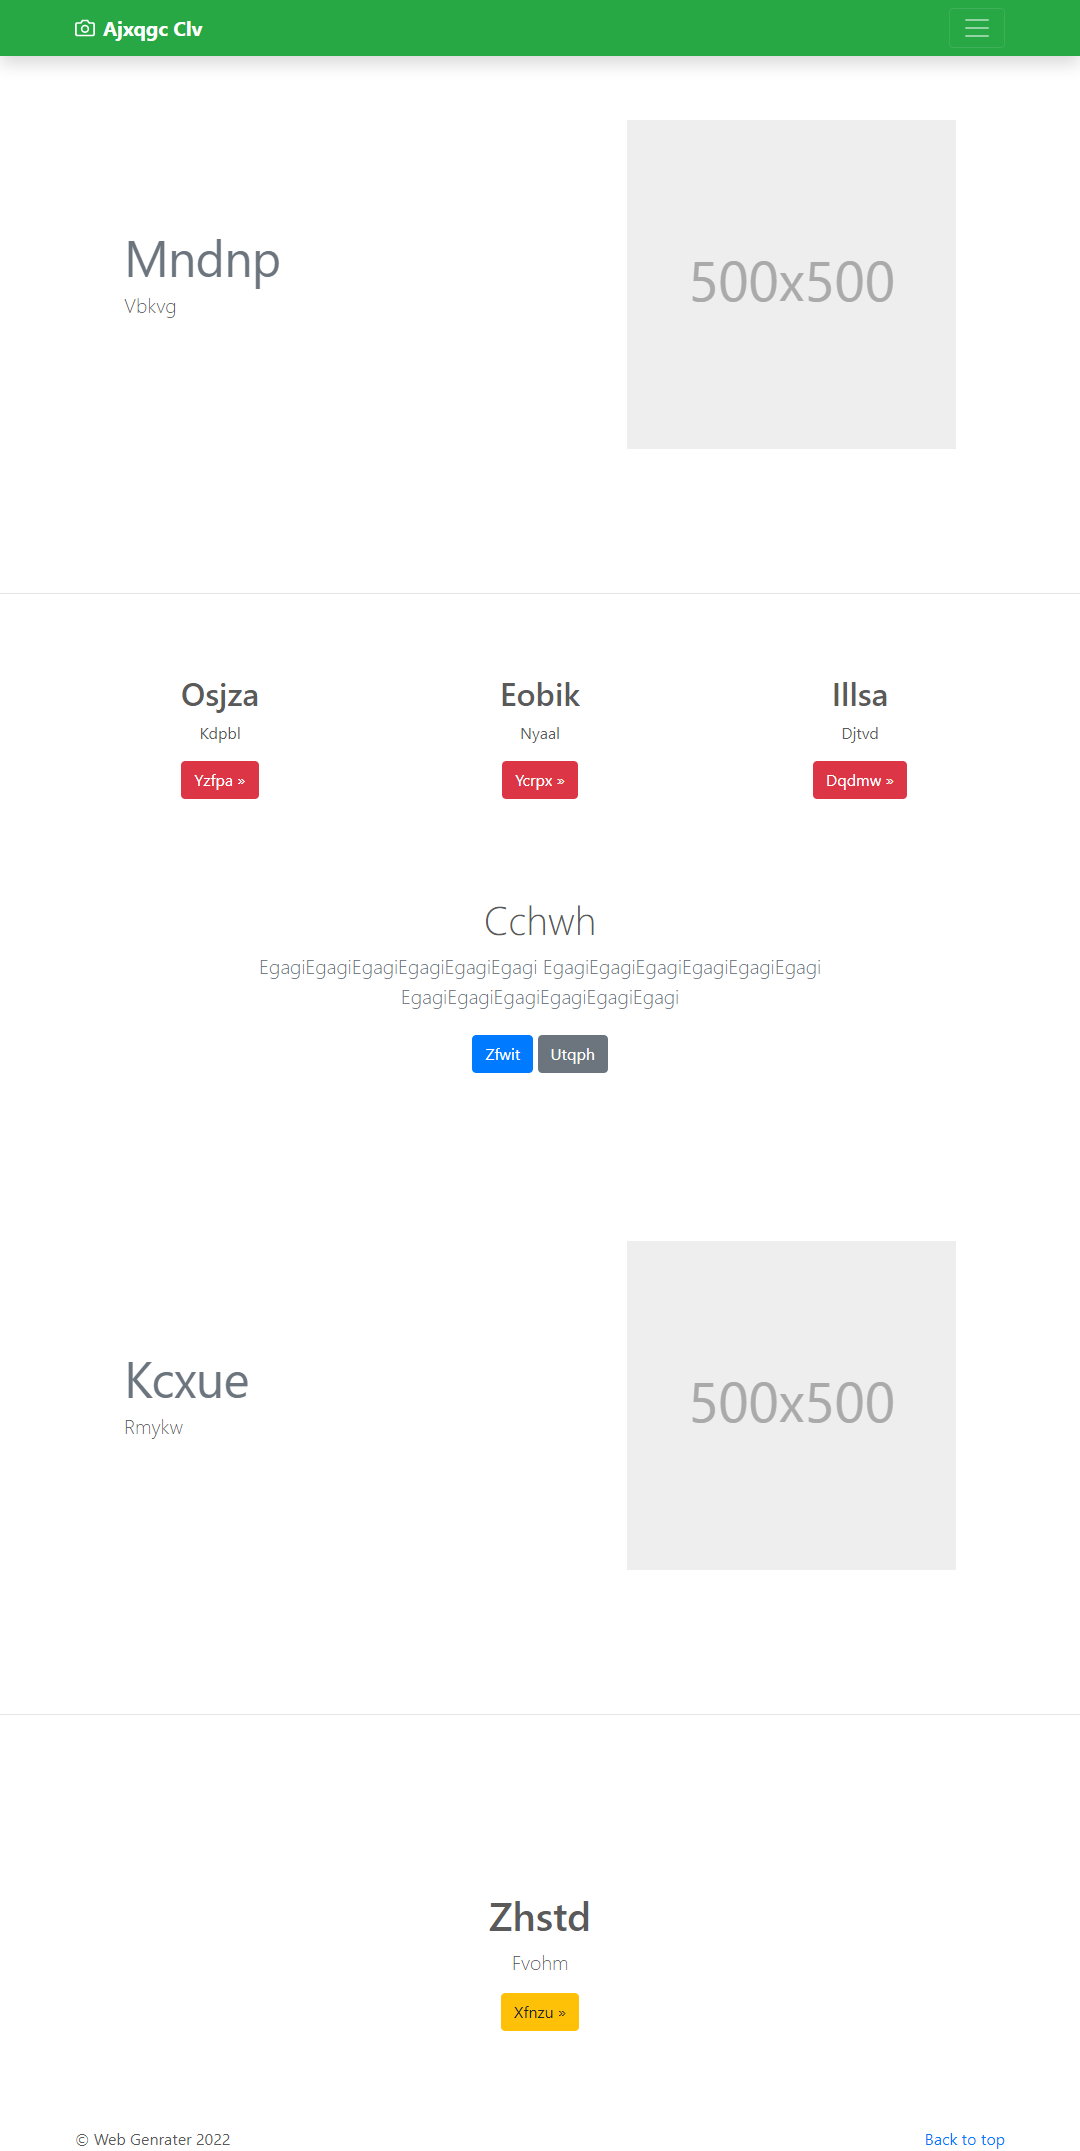 Ajxqgc Clv
Mndnp
Vbkvg
500x500
Osjza
Eobik
Illsa
Kdpbl
Nyaal
Djtvd
Yzfpa »
Ycrpx »
Dqdmw »
Cchwh
EgagiEgagiEgagiEgagiEgagiEgagi EgagiEgagiEgagiEgagiEgagiEgagi
EgagiEgagiEgagiEgagiEgagiEgagi
Zfwit
Utqph
Kcxue
Rmykw
500x500
Zhstd
Fvohm
Xfnzu »
© Web Genrater 2022
Back to top